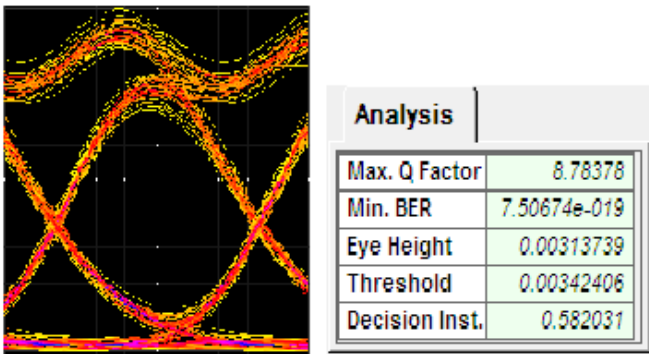 Analysis
Max. Q Factor 8.78378
Min. BER 7.50674e-019
Eye Height 0.00313739
Threshold 0.00342406
Decision Inst. 0.582031